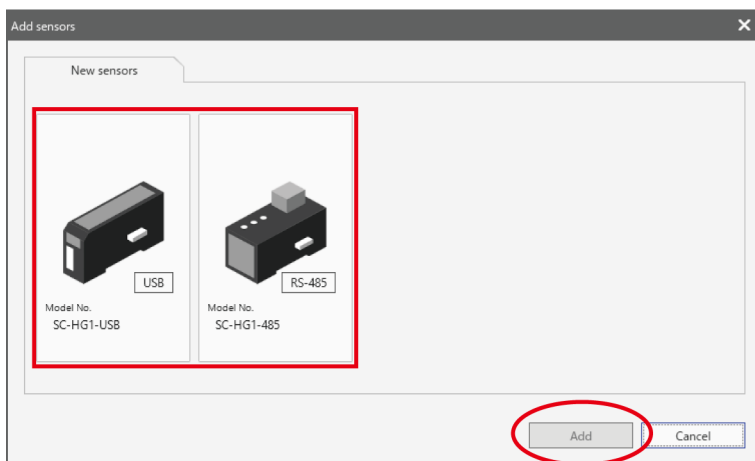 Add sensors
New sensors
USB
Model No.
SC-HG1-USB
RS-485
Model No.
SC-HG1-485
Add
Cancel